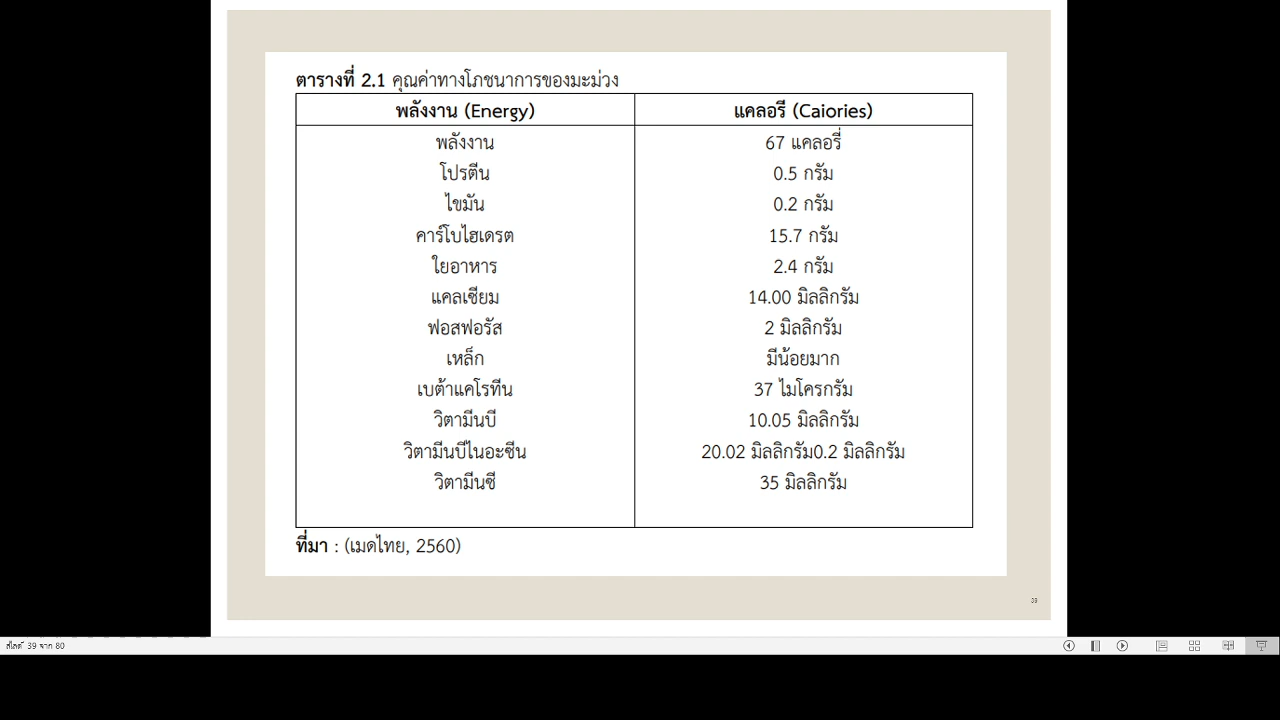 ตารางที่ 2.1 คุณค่าทางโภชนาการของมะม่วง
พลังงาน (Energy) แคลอรี (Caiories)
พลังงาน 67 แคลอรี่
โปรตีน 0.5 กรัม
ไขมัน 0.2 กรัม
คาร์โบไฮเดรต 15.7 กรัม
ใยอาหาร 2.4 กรัม
แคลเซียม 14.00 มิลลิกรัม
ฟอสฟอรัส 2 มิลลิกรัม
เหล็ก มีน้อยมาก
เบต้าแคโรทีน 37 ไมโครกรัม
วิตามีนบี 10.05 มิลลิกรัม
วิตามีนบีไนอะซีน 20.02 มิลลิกรัม0.2 มิลลิกรัม
วิตามีนซี 35 มิลลิกรัม
ที่มา : (เมดไทย, 2560)
39
สไลด์ 39 จาก 80